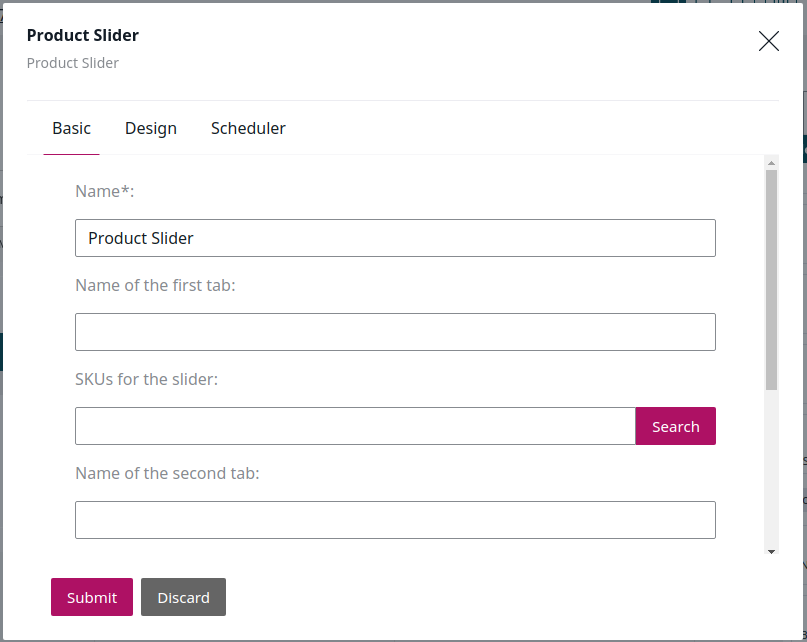 Product Slider
Product Slider
Basic Design Scheduler
Name*:
Product Slider
Name of the first tab:
SKUs for the slider:
Search
Name of the second tab:
Submit Discard